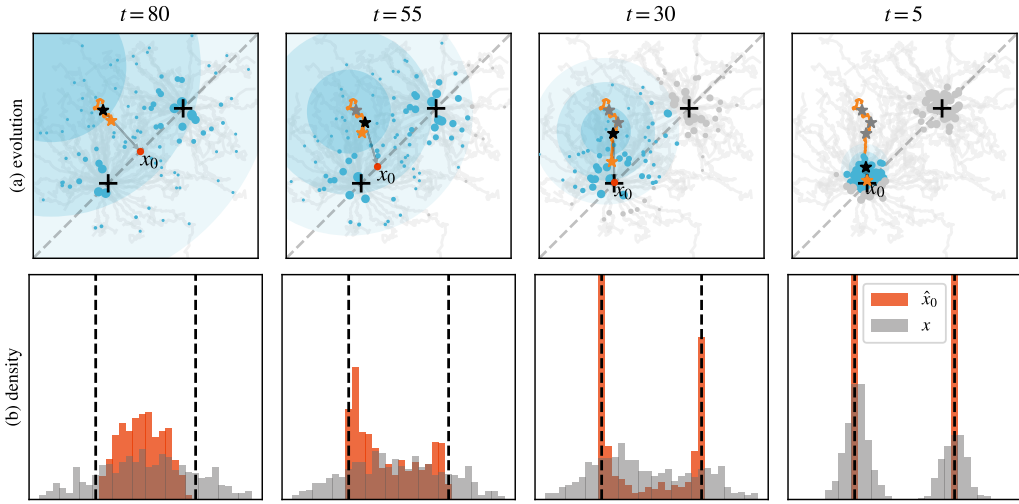 t = 80
t = 55
t = 30
t = 5
(a) evolution
x₀
x₀
x₀
x₀
(b) density
x̂₀
x